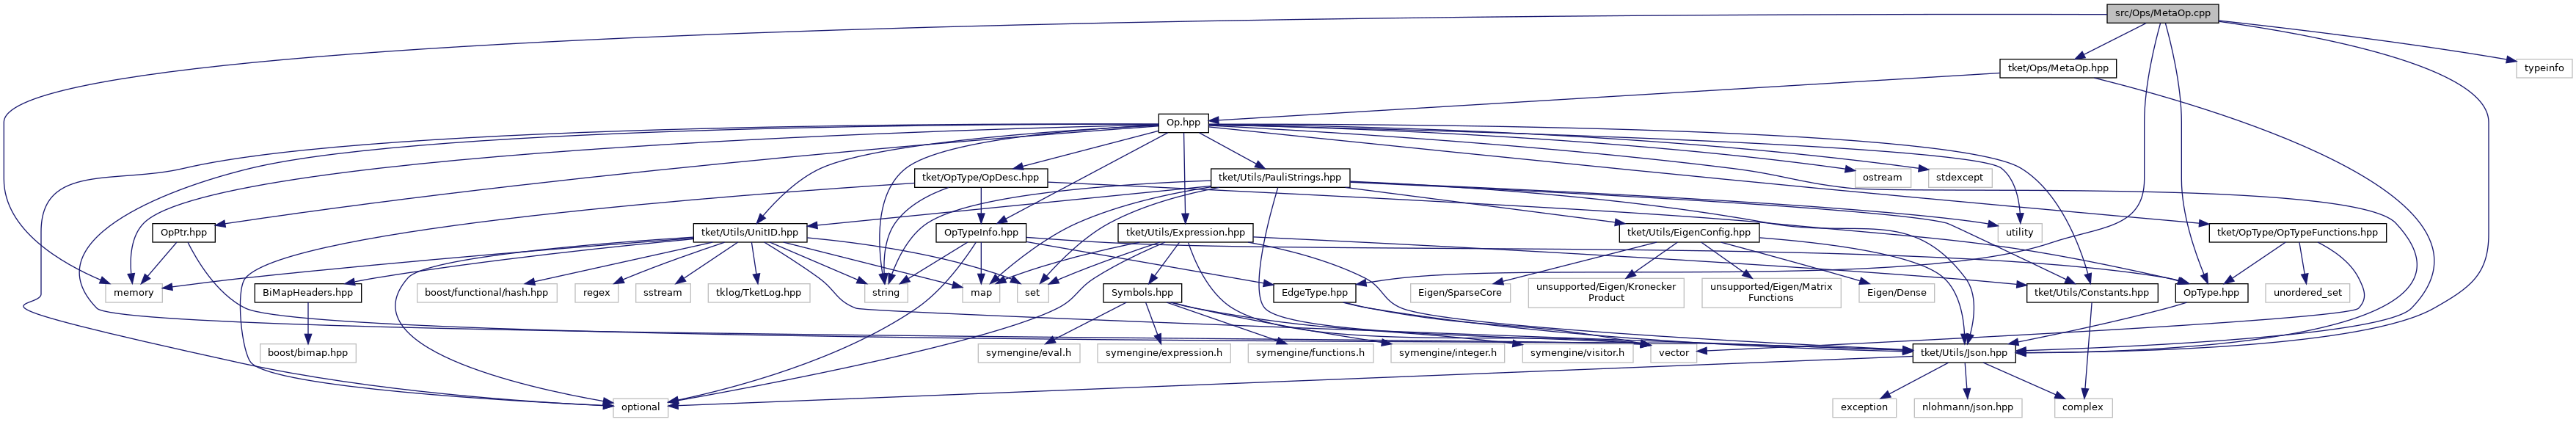 src/Ops/MetaOp.cpp
tket/Ops/MetaOp.hpp
typeinfo
Op.hpp
tket/OpType/OpDesc.hpp
tket/Utils/PauliStrings.hpp
ostream
stdexcept
OpPtr.hpp
tket/Utils/UnitID.hpp
OpTypeInfo.hpp
tket/Utils/Expression.hpp
tket/Utils/EigenConfig.hpp
utility
tket/OpType/OpTypeFunctions.hpp
memory
BiMapHeaders.hpp
boost/functional/hash.hpp
regex
sstream
tklog/TketLog.hpp
string
map
set
Symbols.hpp
EdgeType.hpp
Eigen/SparseCore
unsupported/Eigen/Kronecker
Product
unsupported/Eigen/Matrix
Functions
Eigen/Dense
tket/Utils/Constants.hpp
OpType.hpp
unordered_set
boost/bimap.hpp
symengine/eval.h
symengine/expression.h
symengine/functions.h
symengine/integer.h
symengine/visitor.h
vector
tket/Utils/Json.hpp
optional
exception
nlohmann/json.hpp
complex